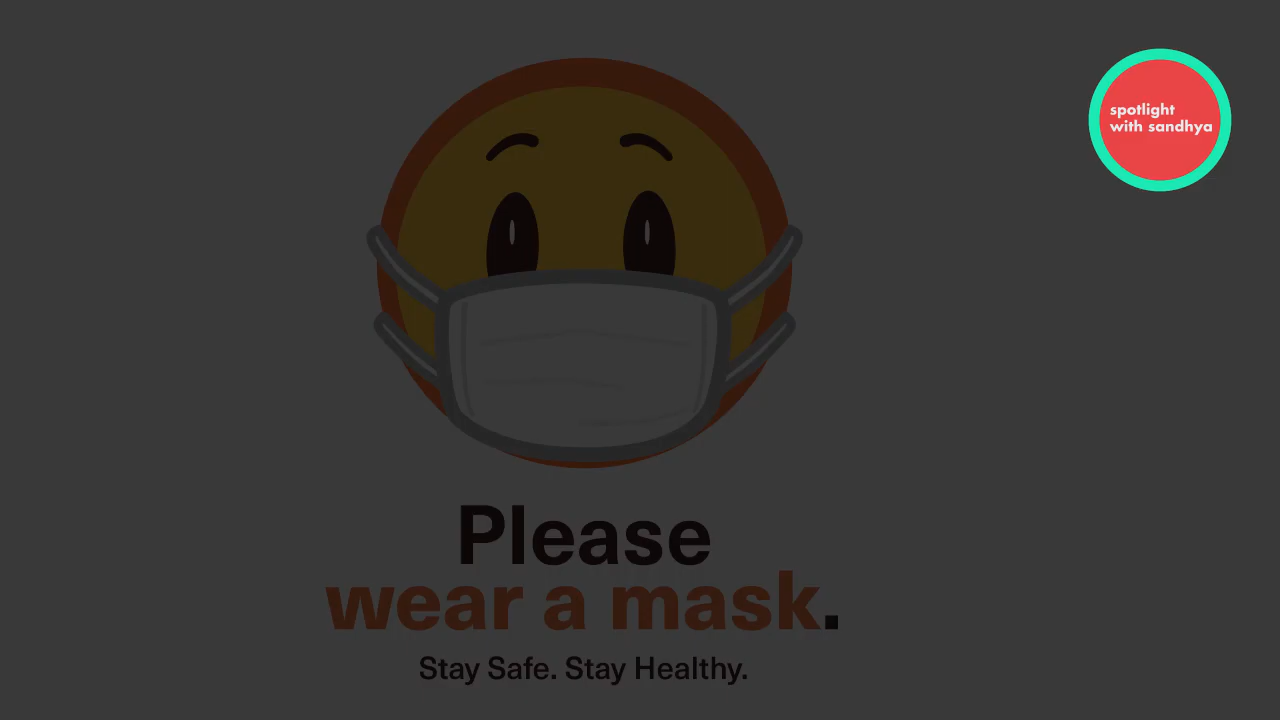 spotlight
with sandhya
Please
wear a mask.
Stay Safe. Stay Healthy.